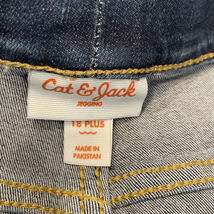 Cat & Jack
JEGGING
18 PLUS
MADE IN
PAKISTAN